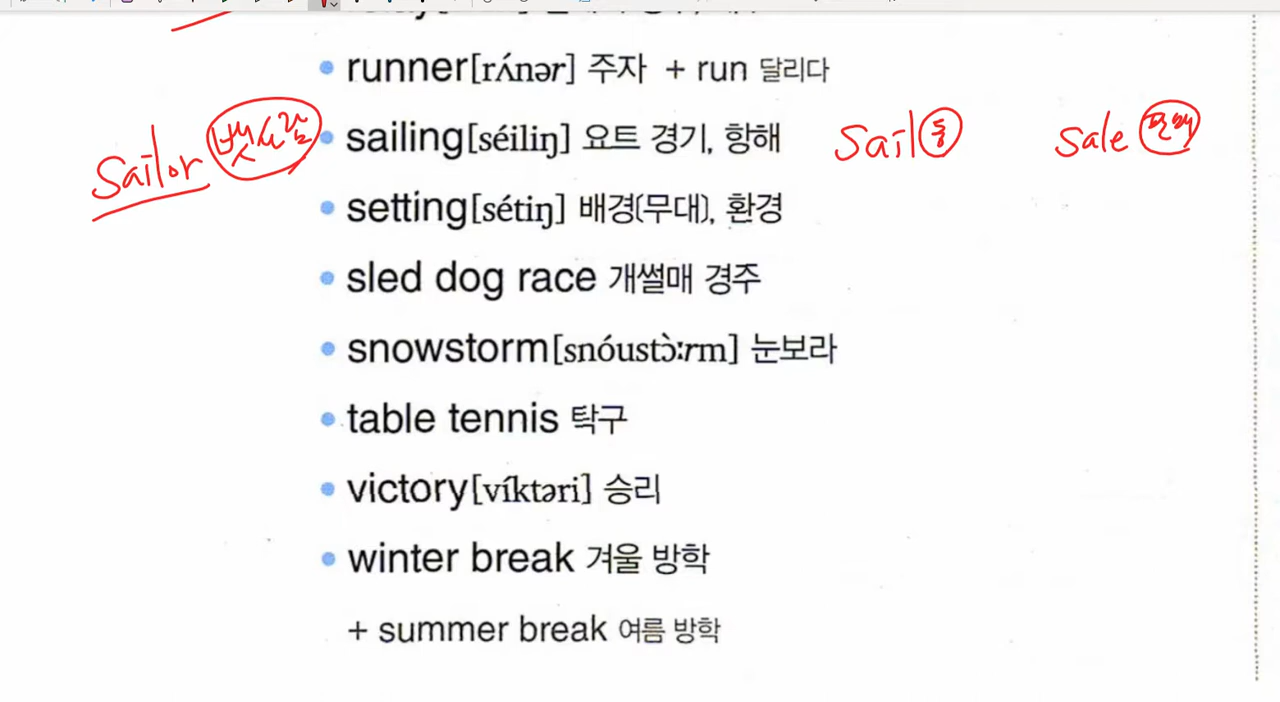 runner[rʌ́nər] 주자 + run 달리다
Sailor 뱃사람 sailing[séiliŋ] 요트 경기, 항해 Sail 돛 Sale 판매
setting[sétiŋ] 배경(무대), 환경
sled dog race 개썰매 경주
snowstorm[snóustɔ̀ːrm] 눈보라
table tennis 탁구
victory[víktəri] 승리
winter break 겨울 방학
+ summer break 여름 방학